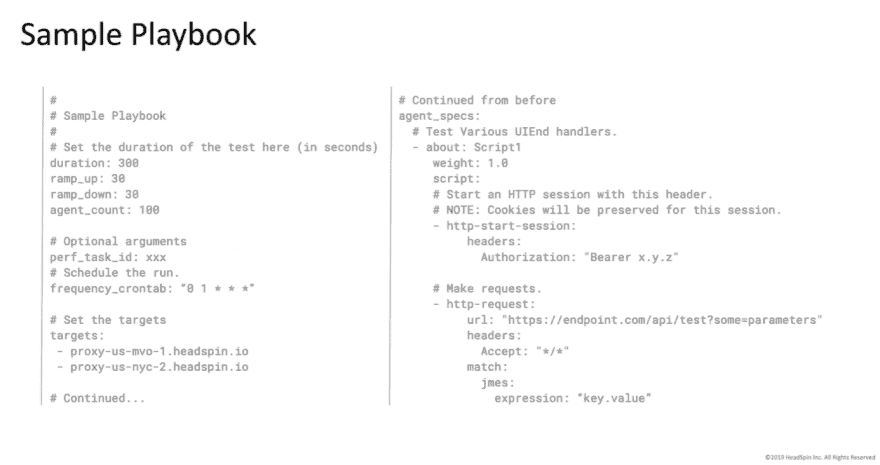 Sample Playbook
#
# Sample Playbook
#
# Set the duration of the test here (in seconds)
duration: 300
ramp_up: 30
ramp_down: 30
agent_count: 100
# Optional arguments
perf_task_id: xxx
# Schedule the run.
frequency_crontab: "0 1 * * *"
# Set the targets
targets:
- proxy-us-mvo-1.headspin.io
- proxy-us-nyc-2.headspin.io
# Continued...
# Continued from before
agent_specs:
# Test Various UIEnd handlers.
- about: Script1
weight: 1.0
script:
# Start an HTTP session with this header.
# NOTE: Cookies will be preserved for this session.
- http-start-session:
headers:
Authorization: "Bearer x.y.z"
# Make requests.
- http-request:
url: "https://endpoint.com/api/test?some=parameters"
headers:
Accept: "*/*"
match:
jmes:
expression: "key.value"
©2019 HeadSpin Inc. All Rights Reserved